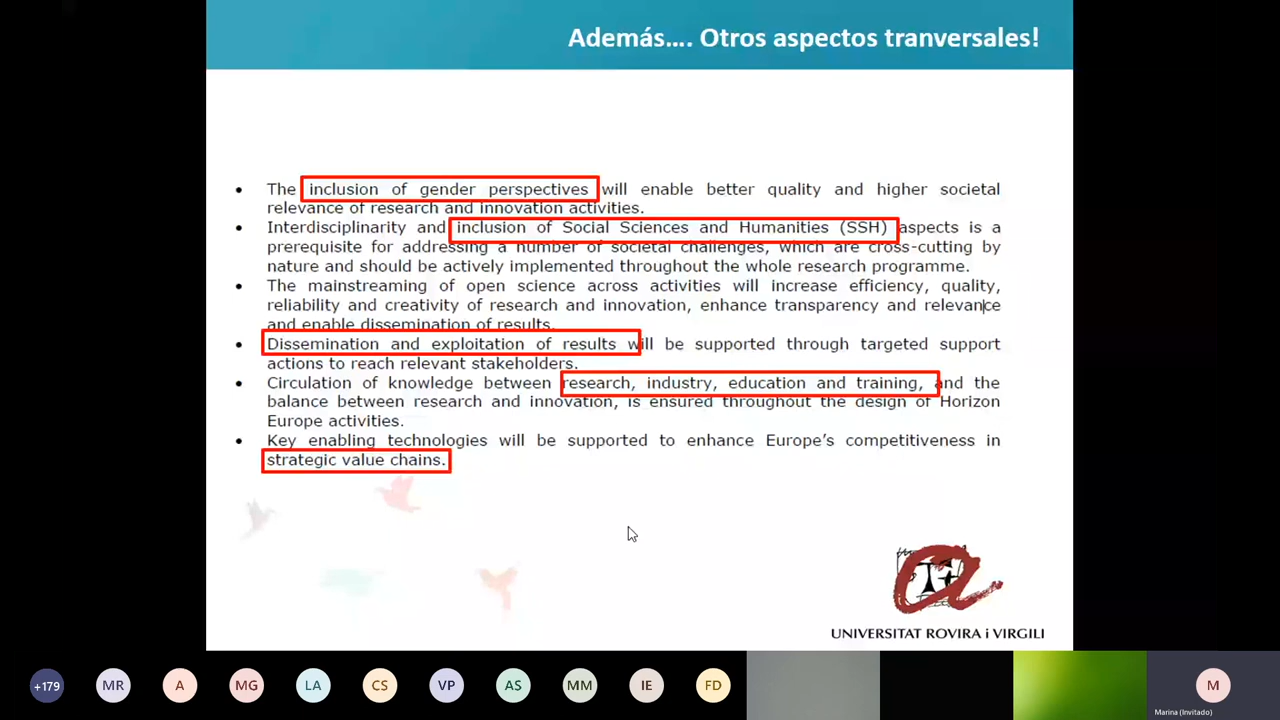 Además.... Otros aspectos tranversales!
• The inclusion of gender perspectives will enable better quality and higher societal
relevance of research and innovation activities.
• Interdisciplinarity and inclusion of Social Sciences and Humanities (SSH) aspects is a
prerequisite for addressing a number of societal challenges, which are cross-cutting by
nature and should be actively implemented throughout the whole research programme.
• The mainstreaming of open science across activities will increase efficiency, quality,
reliability and creativity of research and innovation, enhance transparency and relevance
and enable dissemination of results.
• Dissemination and exploitation of results will be supported through targeted support
actions to reach relevant stakeholders.
• Circulation of knowledge between research, industry, education and training, and the
balance between research and innovation, is ensured throughout the design of Horizon
Europe activities.
• Key enabling technologies will be supported to enhance Europe's competitiveness in
strategic value chains.
UNIVERSITAT ROVIRA i VIRGILI
+179 MR A MG LA CS VP AS MM IE FD M
Marina (Invitado)